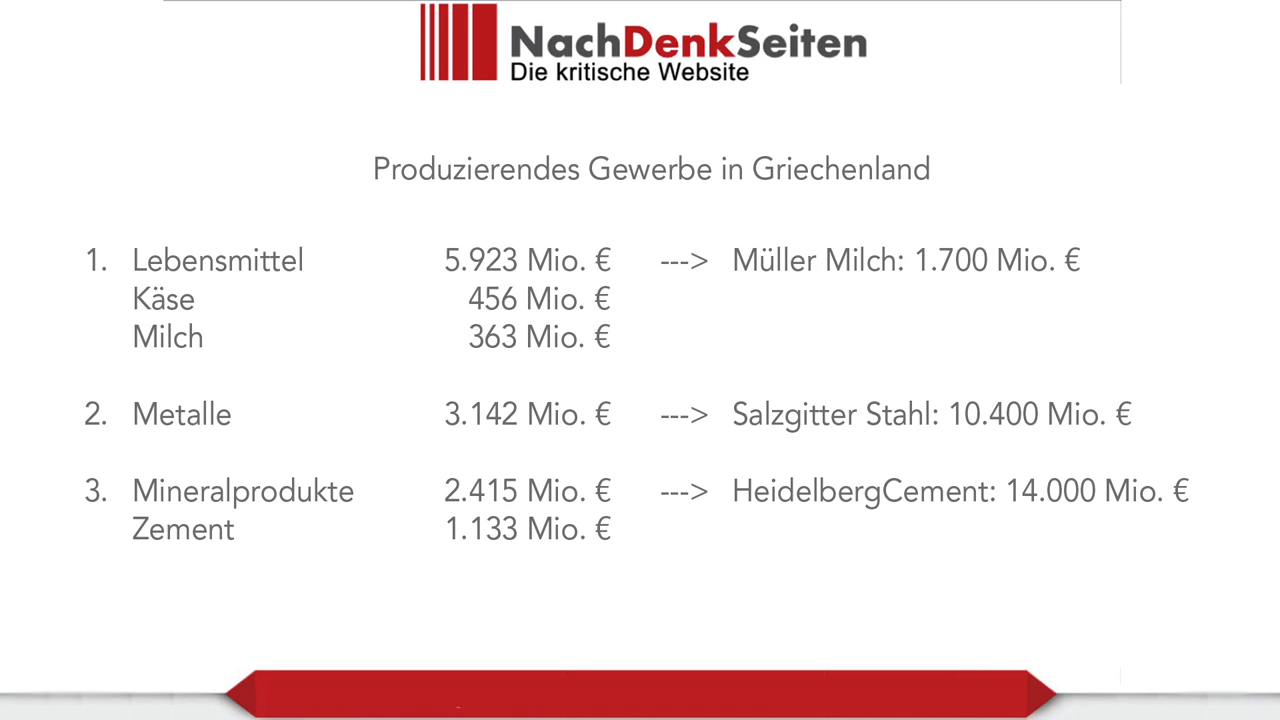 NachDenkSeiten
Die kritische Website
Produzierendes Gewerbe in Griechenland
1. Lebensmittel 5.923 Mio. € ---> Müller Milch: 1.700 Mio. €
Käse 456 Mio. €
Milch 363 Mio. €
2. Metalle 3.142 Mio. € ---> Salzgitter Stahl: 10.400 Mio. €
3. Mineralprodukte 2.415 Mio. € ---> HeidelbergCement: 14.000 Mio. €
Zement 1.133 Mio. €